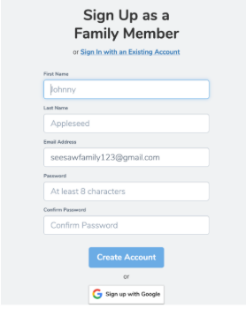 Sign Up as a
Family Member
or Sign In with an Existing Account
First Name
Johnny
Last Name
Appleseed
Email Address
seesawfamily123@gmail.com
Password
At least 8 characters
Confirm Password
Confirm Password
Create Account
or
Sign up with Google